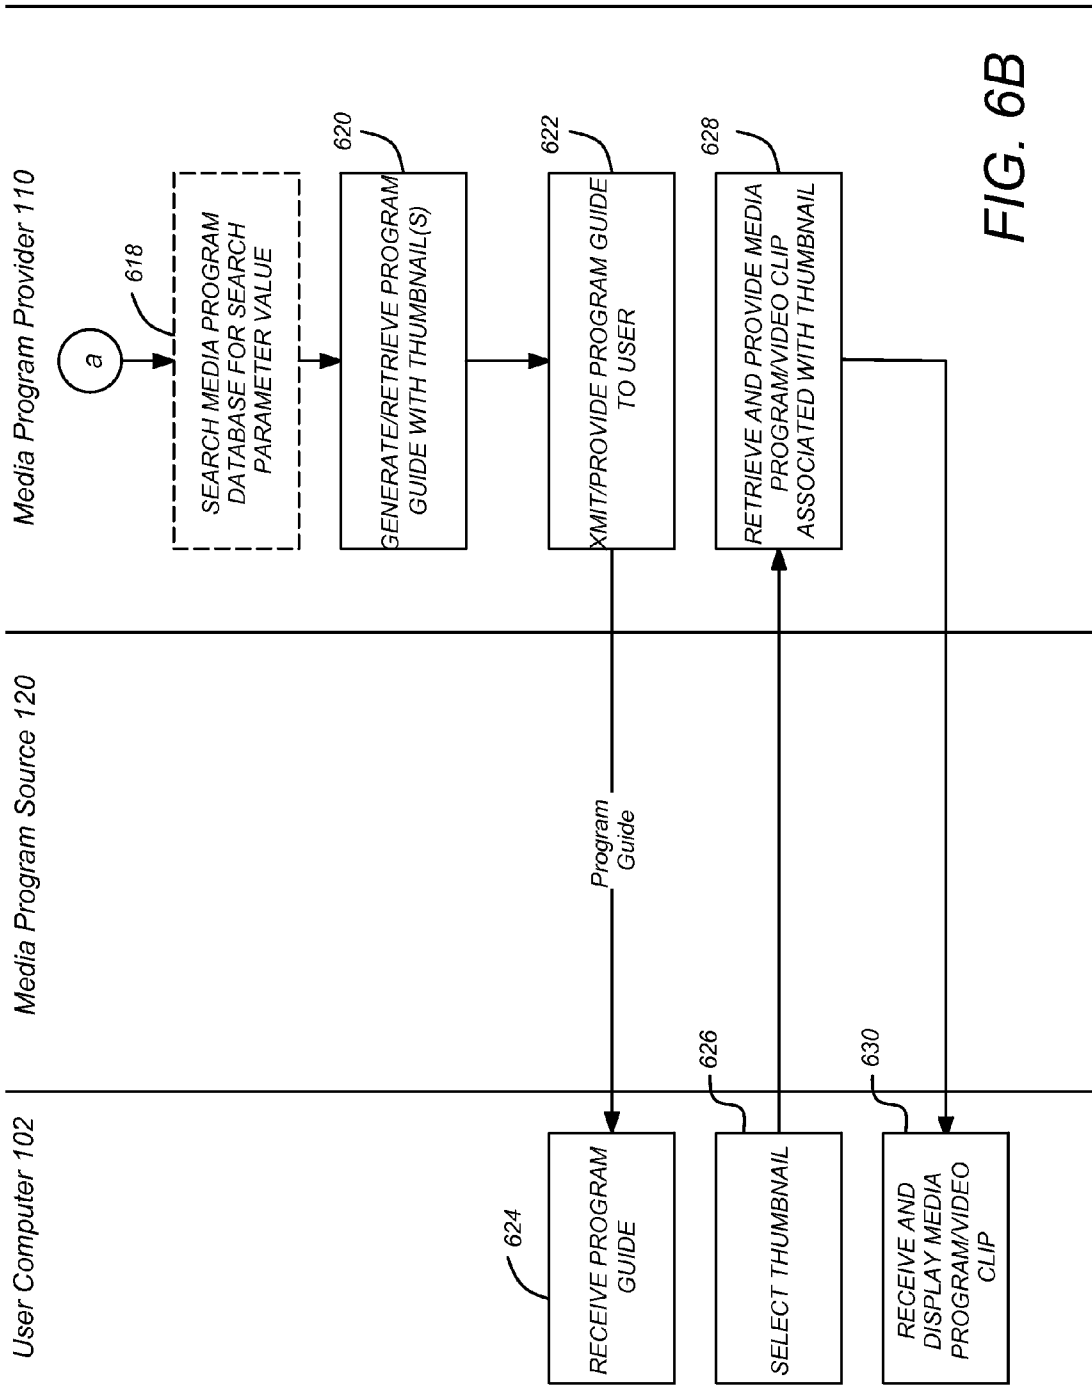 User Computer 102
Media Program Source 120
Media Program Provider 110
a
618
SEARCH MEDIA PROGRAM
DATABASE FOR SEARCH
PARAMETER VALUE
620
GENERATE/RETRIEVE PROGRAM
GUIDE WITH THUMBNAIL(S)
622
XMIT/PROVIDE PROGRAM GUIDE
TO USER
Program
Guide
624
RECEIVE PROGRAM
GUIDE
626
SELECT THUMBNAIL
628
RETRIEVE AND PROVIDE MEDIA
PROGRAM/VIDEO CLIP
ASSOCIATED WITH THUMBNAIL
630
RECEIVE AND
DISPLAY MEDIA
PROGRAM/VIDEO
CLIP
FIG. 6B